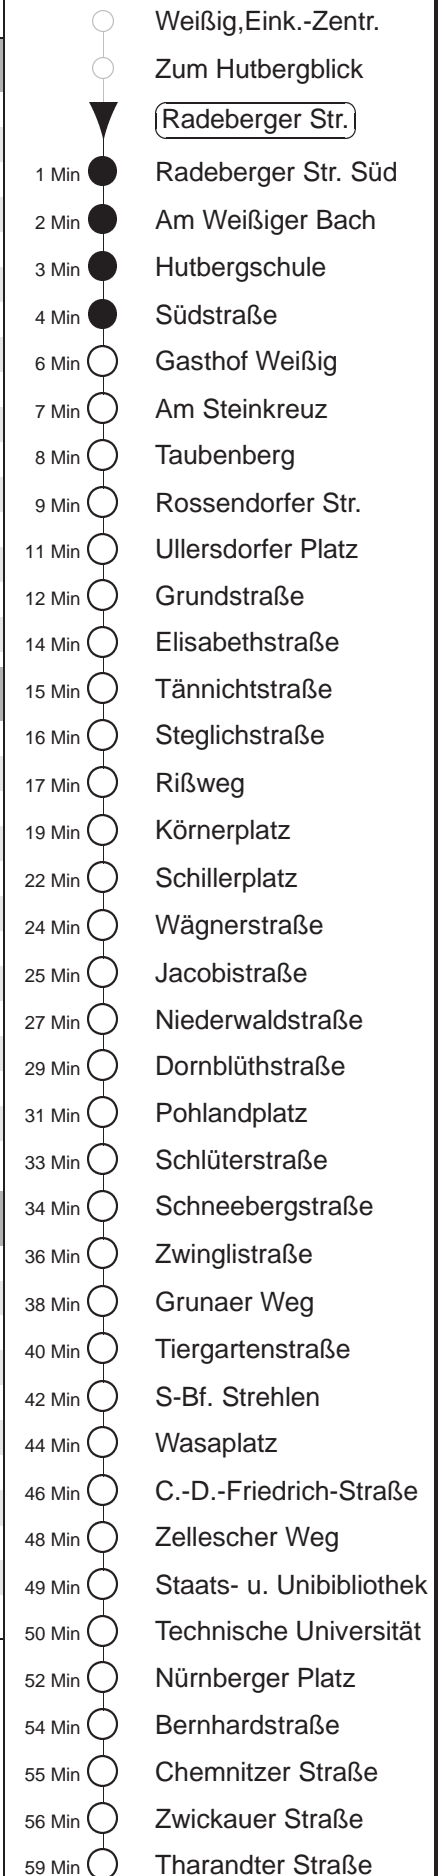 Weißig,Eink.-Zentr.
Zum Hutbergblick
Radeberger Str.
1 Min Radeberger Str. Süd
2 Min Am Weißiger Bach
3 Min Hutbergschule
4 Min Südstraße
6 Min Gasthof Weißig
7 Min Am Steinkreuz
8 Min Taubenberg
9 Min Rossendorfer Str.
11 Min Ullersdorfer Platz
12 Min Grundstraße
14 Min Elisabethstraße
15 Min Tännichtstraße
16 Min Steglichstraße
17 Min Rißweg
19 Min Körnerplatz
22 Min Schillerplatz
24 Min Wägnerstraße
25 Min Jacobistraße
27 Min Niederwaldstraße
29 Min Dornblüthstraße
31 Min Pohlandplatz
33 Min Schlüterstraße
34 Min Schneebergstraße
36 Min Zwinglistraße
38 Min Grunaer Weg
40 Min Tiergartenstraße
42 Min S-Bf. Strehlen
44 Min Wasaplatz
46 Min C.-D.-Friedrich-Straße
48 Min Zellescher Weg
49 Min Staats- u. Unibibliothek
50 Min Technische Universität
52 Min Nürnberger Platz
54 Min Bernhardstraße
55 Min Chemnitzer Straße
56 Min Zwickauer Straße
59 Min Tharandter Straße